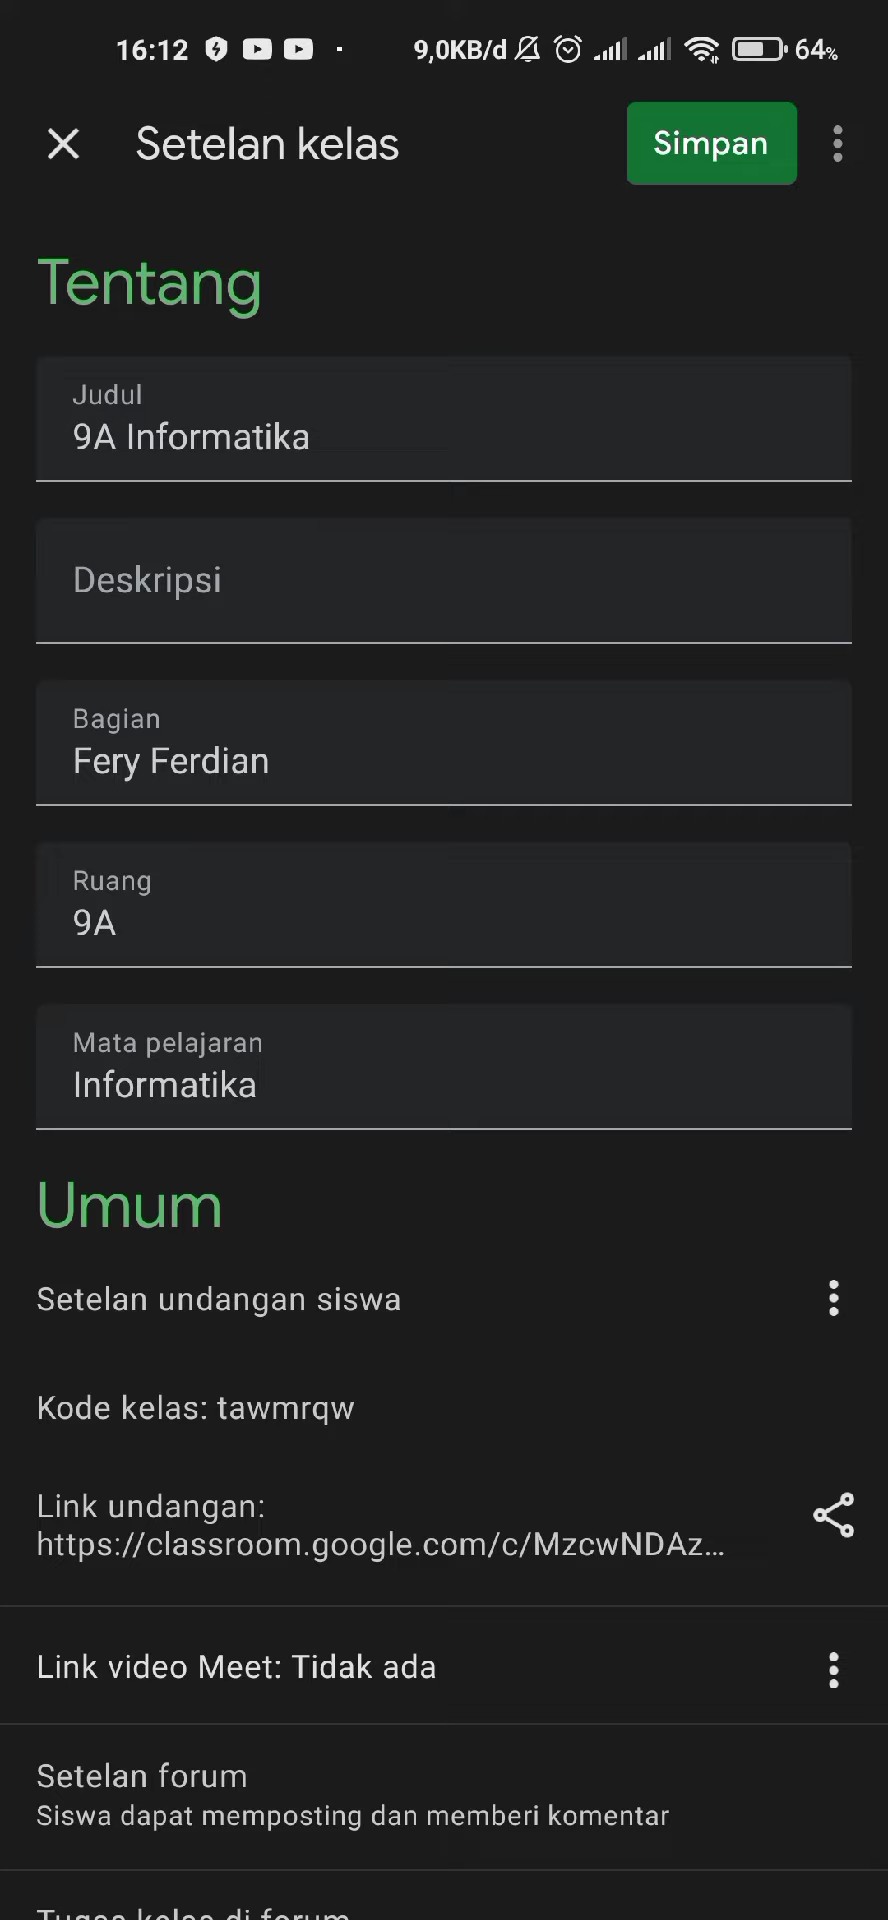 16:12 9,0KB/d 64%
Setelan kelas Simpan
Tentang
Judul
9A Informatika
Deskripsi
Bagian
Fery Ferdian
Ruang
9A
Mata pelajaran
Informatika
Umum
Setelan undangan siswa
Kode kelas: tawmrqw
Link undangan:
https://classroom.google.com/c/MzcwNDAz...
Link video Meet: Tidak ada
Setelan forum
Siswa dapat memposting dan memberi komentar
Tugas kelas di forum